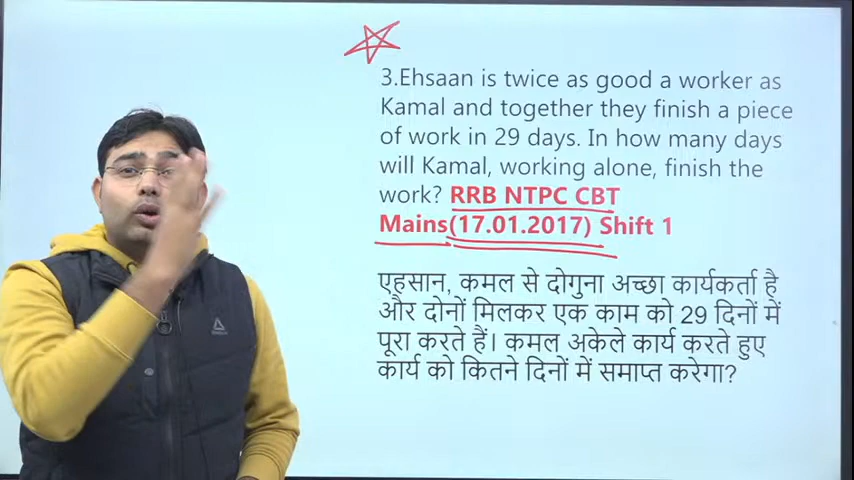 3.Ehsaan is twice as good a worker as
Kamal and together they finish a piece
of work in 29 days. In how many days
will Kamal, working alone, finish the
work? RRB NTPC CBT
Mains(17.01.2017) Shift 1
एहसान, कमल से दोगुना अच्छा कार्यकर्ता है
और दोनों मिलकर एक काम को 29 दिनों में
पूरा करते हैं। कमल अकेले कार्य करते हुए
कार्य को कितने दिनों में समाप्त करेगा?